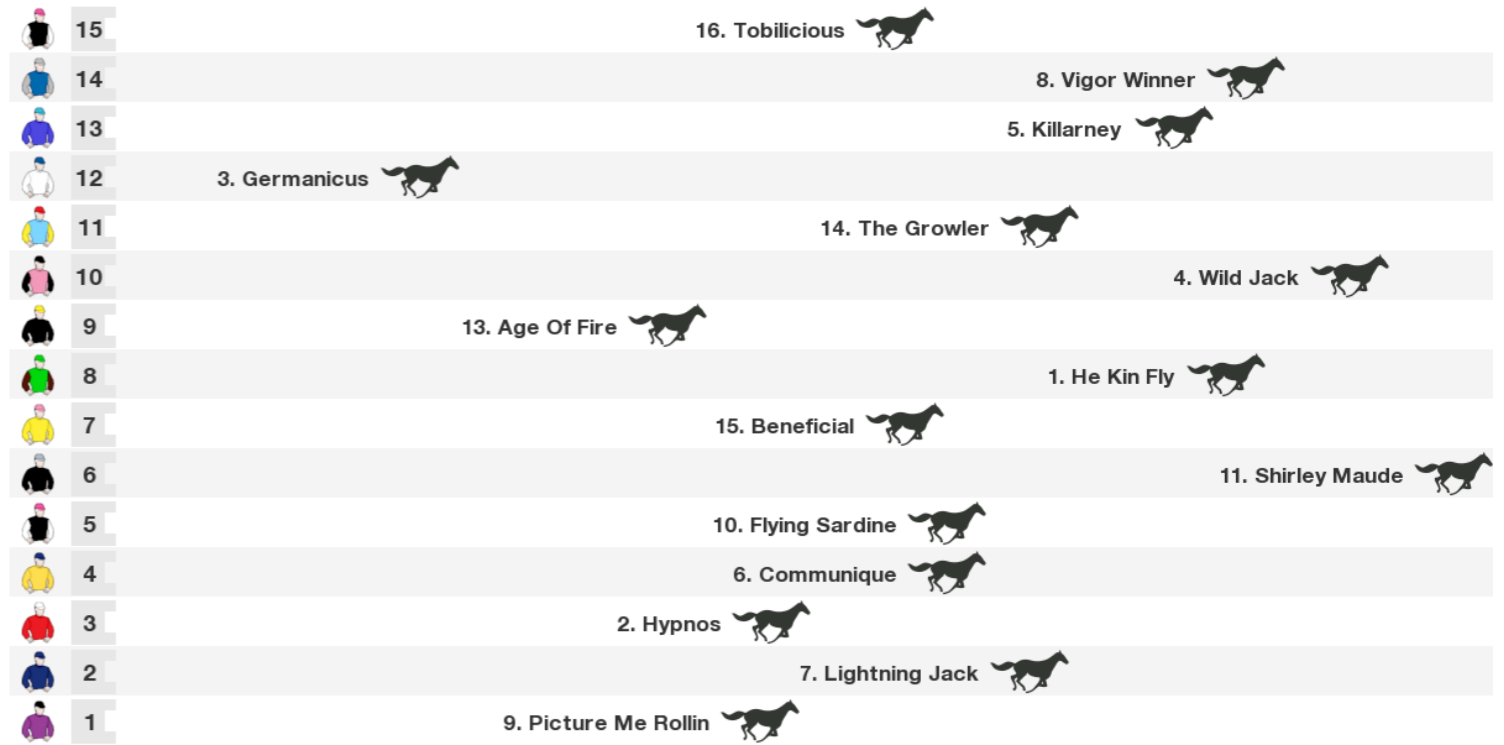 15 16. Tobilicious
14 8. Vigor Winner
13 5. Killarney
12 3. Germanicus
11 14. The Growler
10 4. Wild Jack
9 13. Age Of Fire
8 1. He Kin Fly
7 15. Beneficial
6 11. Shirley Maude
5 10. Flying Sardine
4 6. Communique
3 2. Hypnos
2 7. Lightning Jack
1 9. Picture Me Rollin